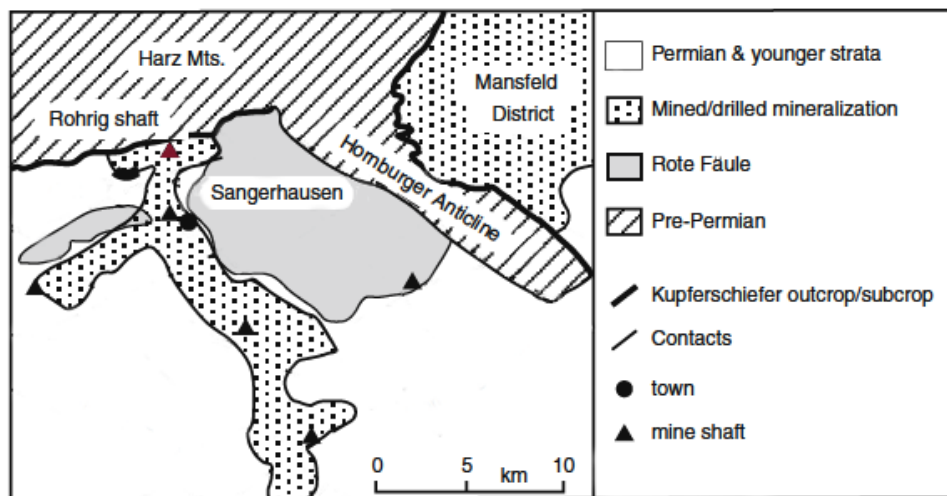 Harz Mts.
Rohrig shaft
Mansfeld
District
Homburger Anticline
Sangerhausen
0 5 10
km
Permian & younger strata
Mined/drilled mineralization
Rote Fäule
Pre-Permian
Kupferschiefer outcrop/subcrop
Contacts
town
mine shaft